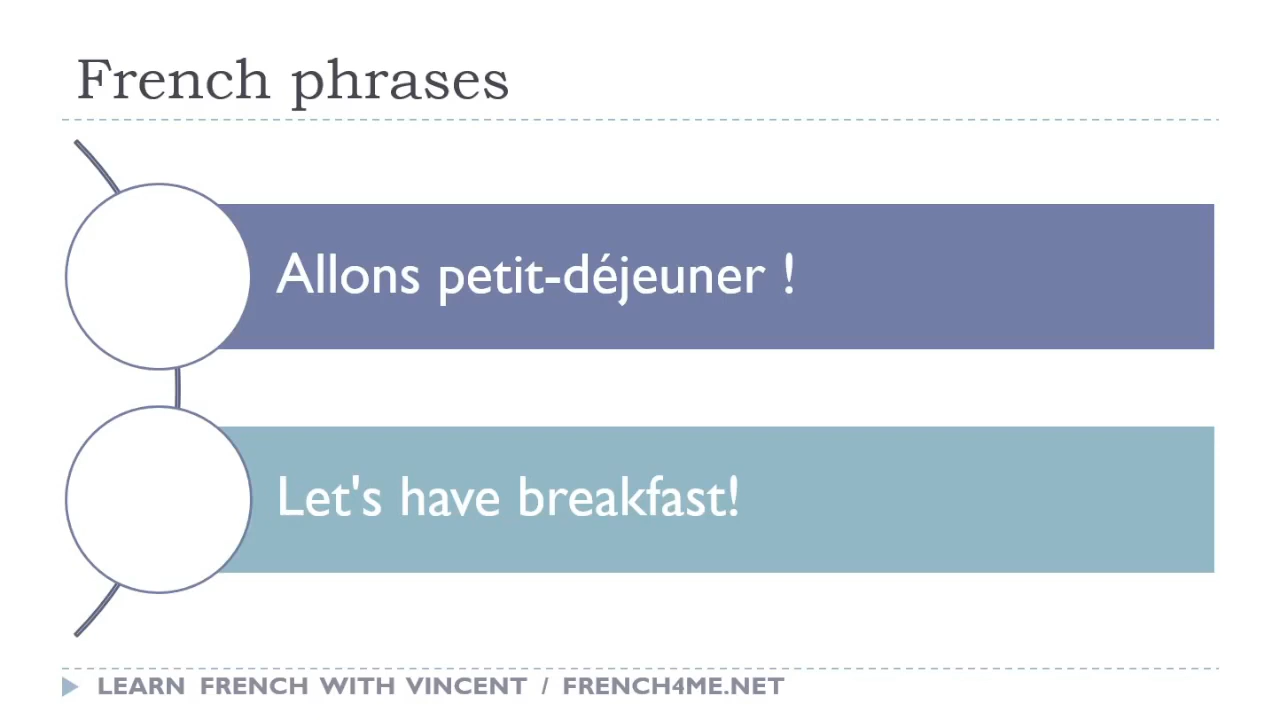 French phrases
Allons petit-déjeuner !
Let's have breakfast!
LEARN FRENCH WITH VINCENT / FRENCH4ME.NET